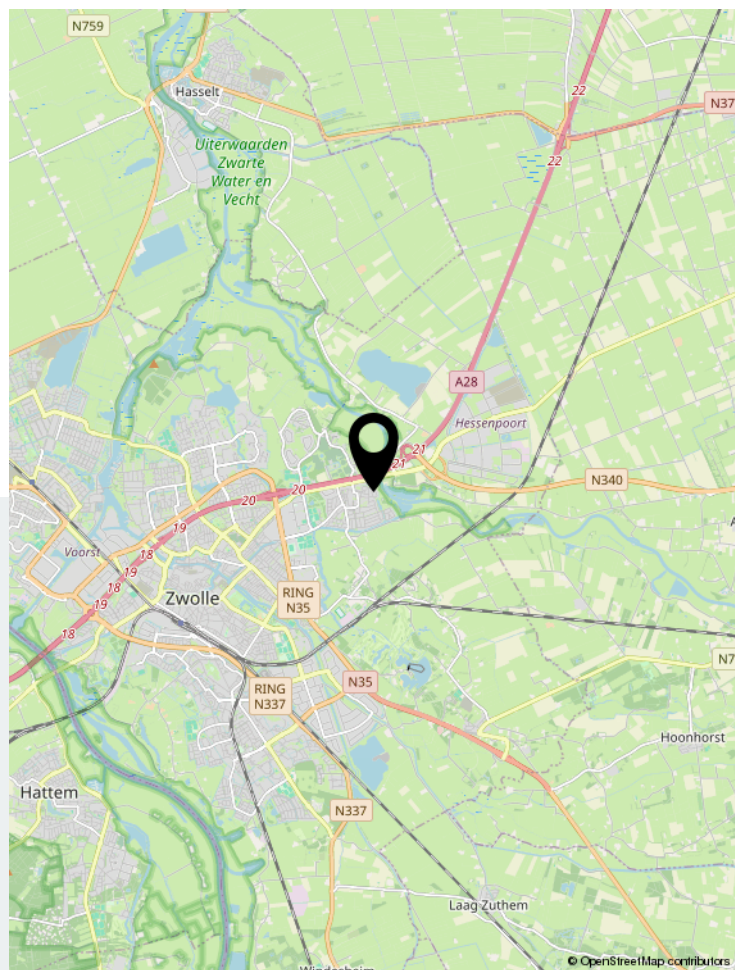 N759
22
Hasselt
N37
Uiterwaarden
Zwarte
Water en
Vecht
22
A28
Hessenpoort
21
21
N340
20
20
19
Voorst
18
19
19
18
Zwolle
RING
N35
N7
N35
RING
N337
Hoonhorst
Hattem
N337
Laag Zuthem
Windesheim
© OpenStreetMap contributors